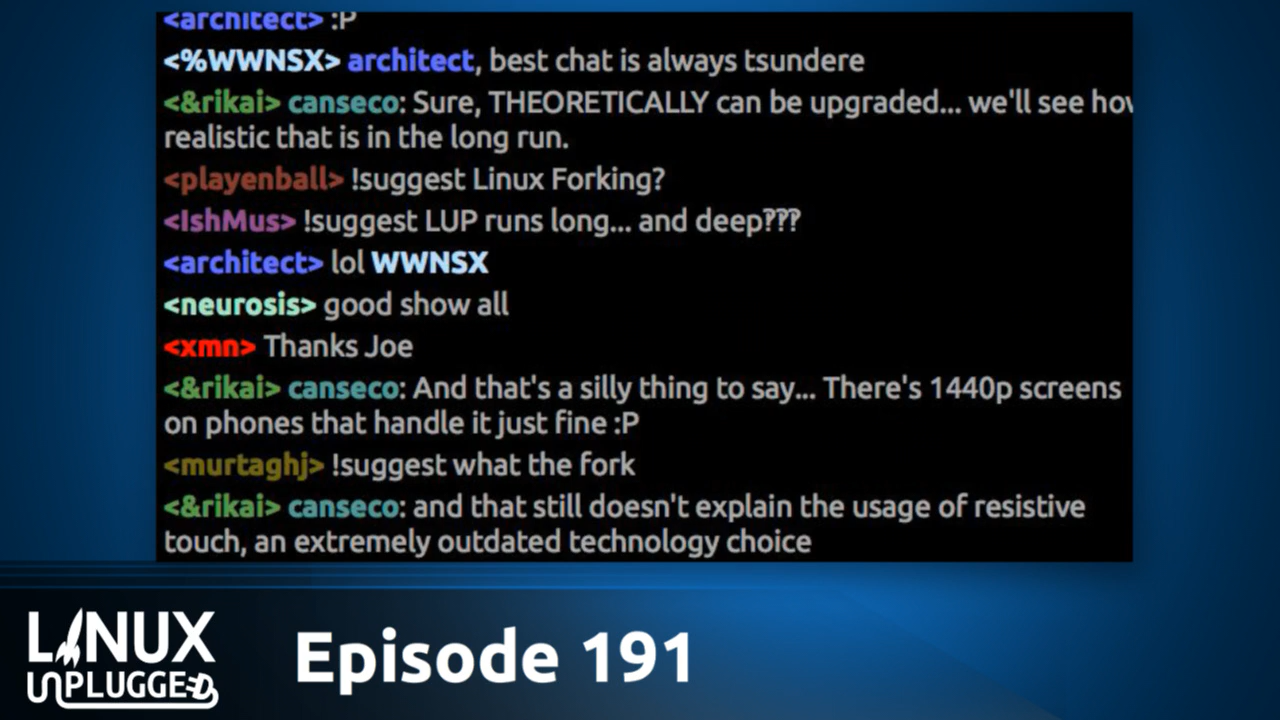 <architect> :P
<%WWNSX> architect, best chat is always tsundere
<&rikai> canseco: Sure, THEORETICALLY can be upgraded... we'll see how
realistic that is in the long run.
<playenball> !suggest Linux Forking?
<IshMus> !suggest LUP runs long... and deep???
<architect> lol WWNSX
<neurosis> good show all
<xmn> Thanks Joe
<&rikai> canseco: And that's a silly thing to say... There's 1440p screens
on phones that handle it just fine :P
<murtaghj> !suggest what the fork
<&rikai> canseco: and that still doesn't explain the usage of resistive
touch, an extremely outdated technology choice
LINUX
UNPLUGGED
Episode 191